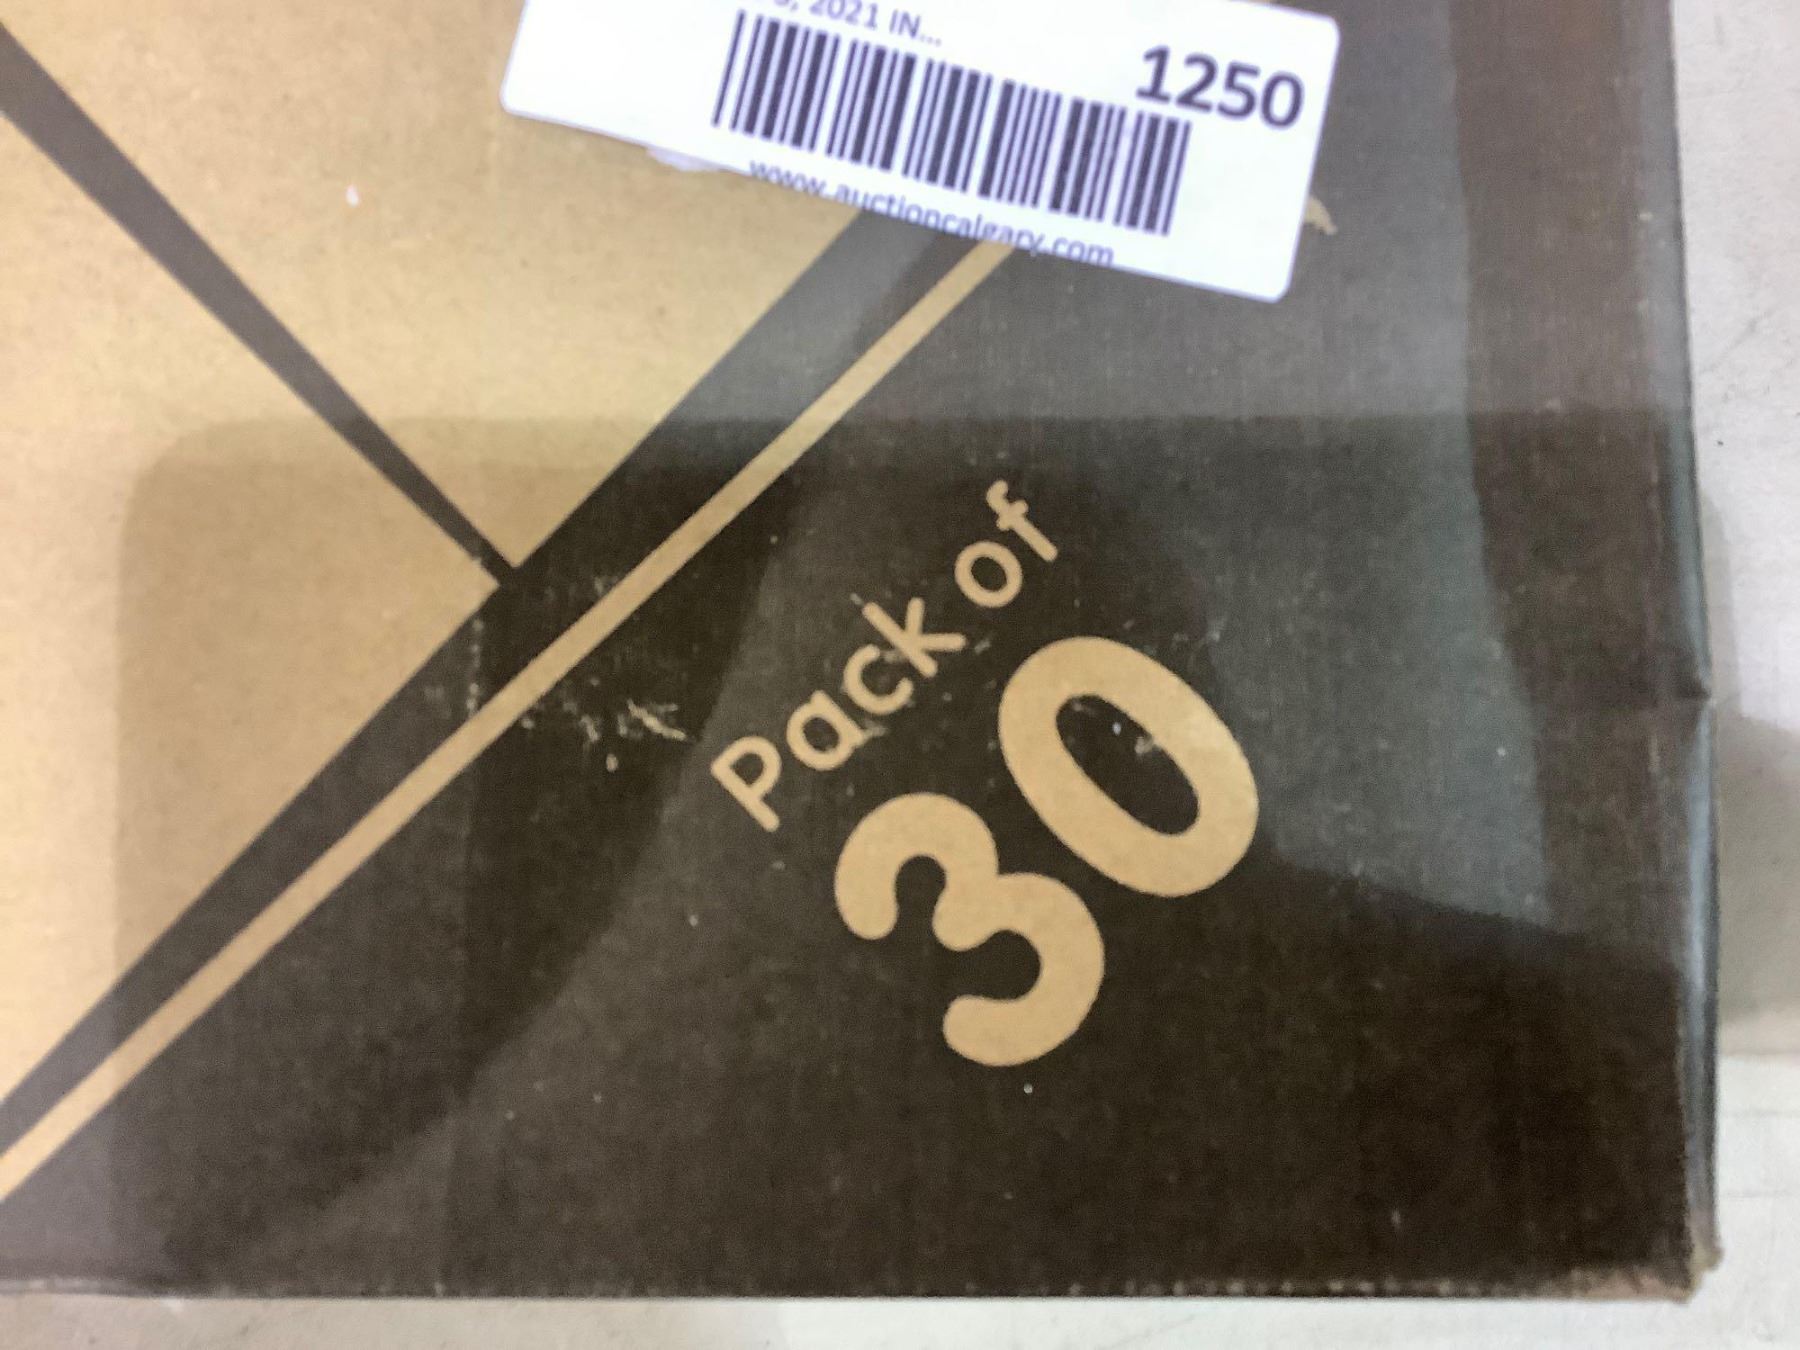 2021 IN...
1250
www.auctioncalgary.com
Pack of
30